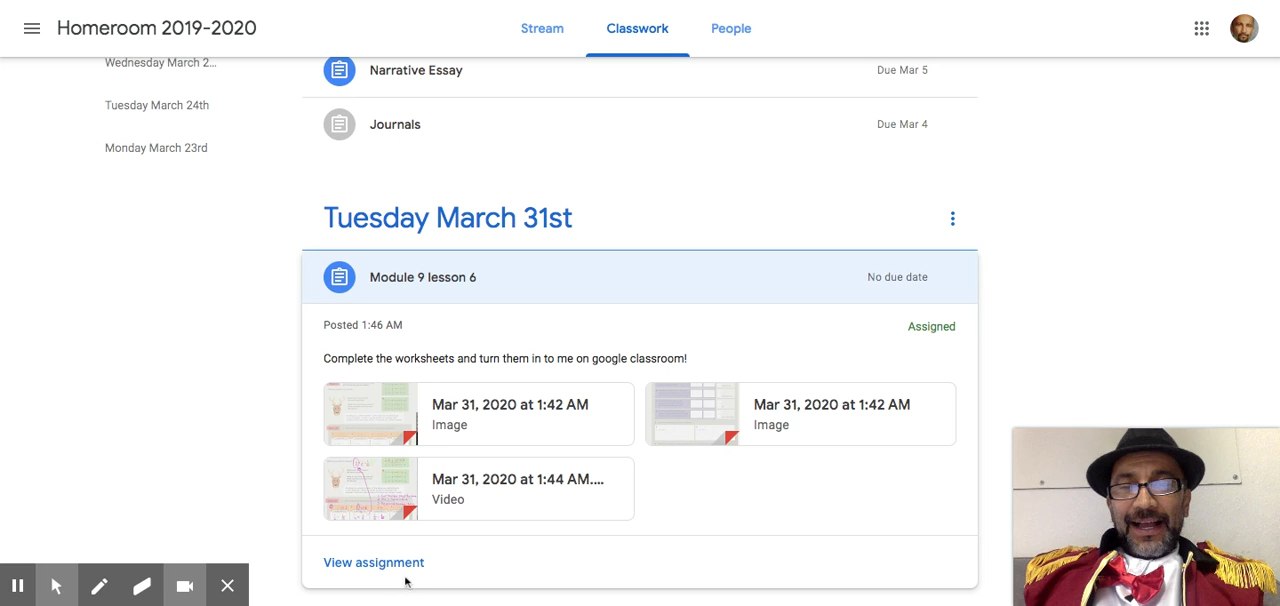 Homeroom 2019-2020
Stream
Classwork
People
Wednesday March 2...
Tuesday March 24th
Monday March 23rd
Narrative Essay
Due Mar 5
Journals
Due Mar 4
Tuesday March 31st
Module 9 lesson 6
No due date
Posted 1:46 AM
Assigned
Complete the worksheets and turn them in to me on google classroom!
Mar 31, 2020 at 1:42 AM
Image
Mar 31, 2020 at 1:42 AM
Image
Mar 31, 2020 at 1:44 AM....
Video
View assignment